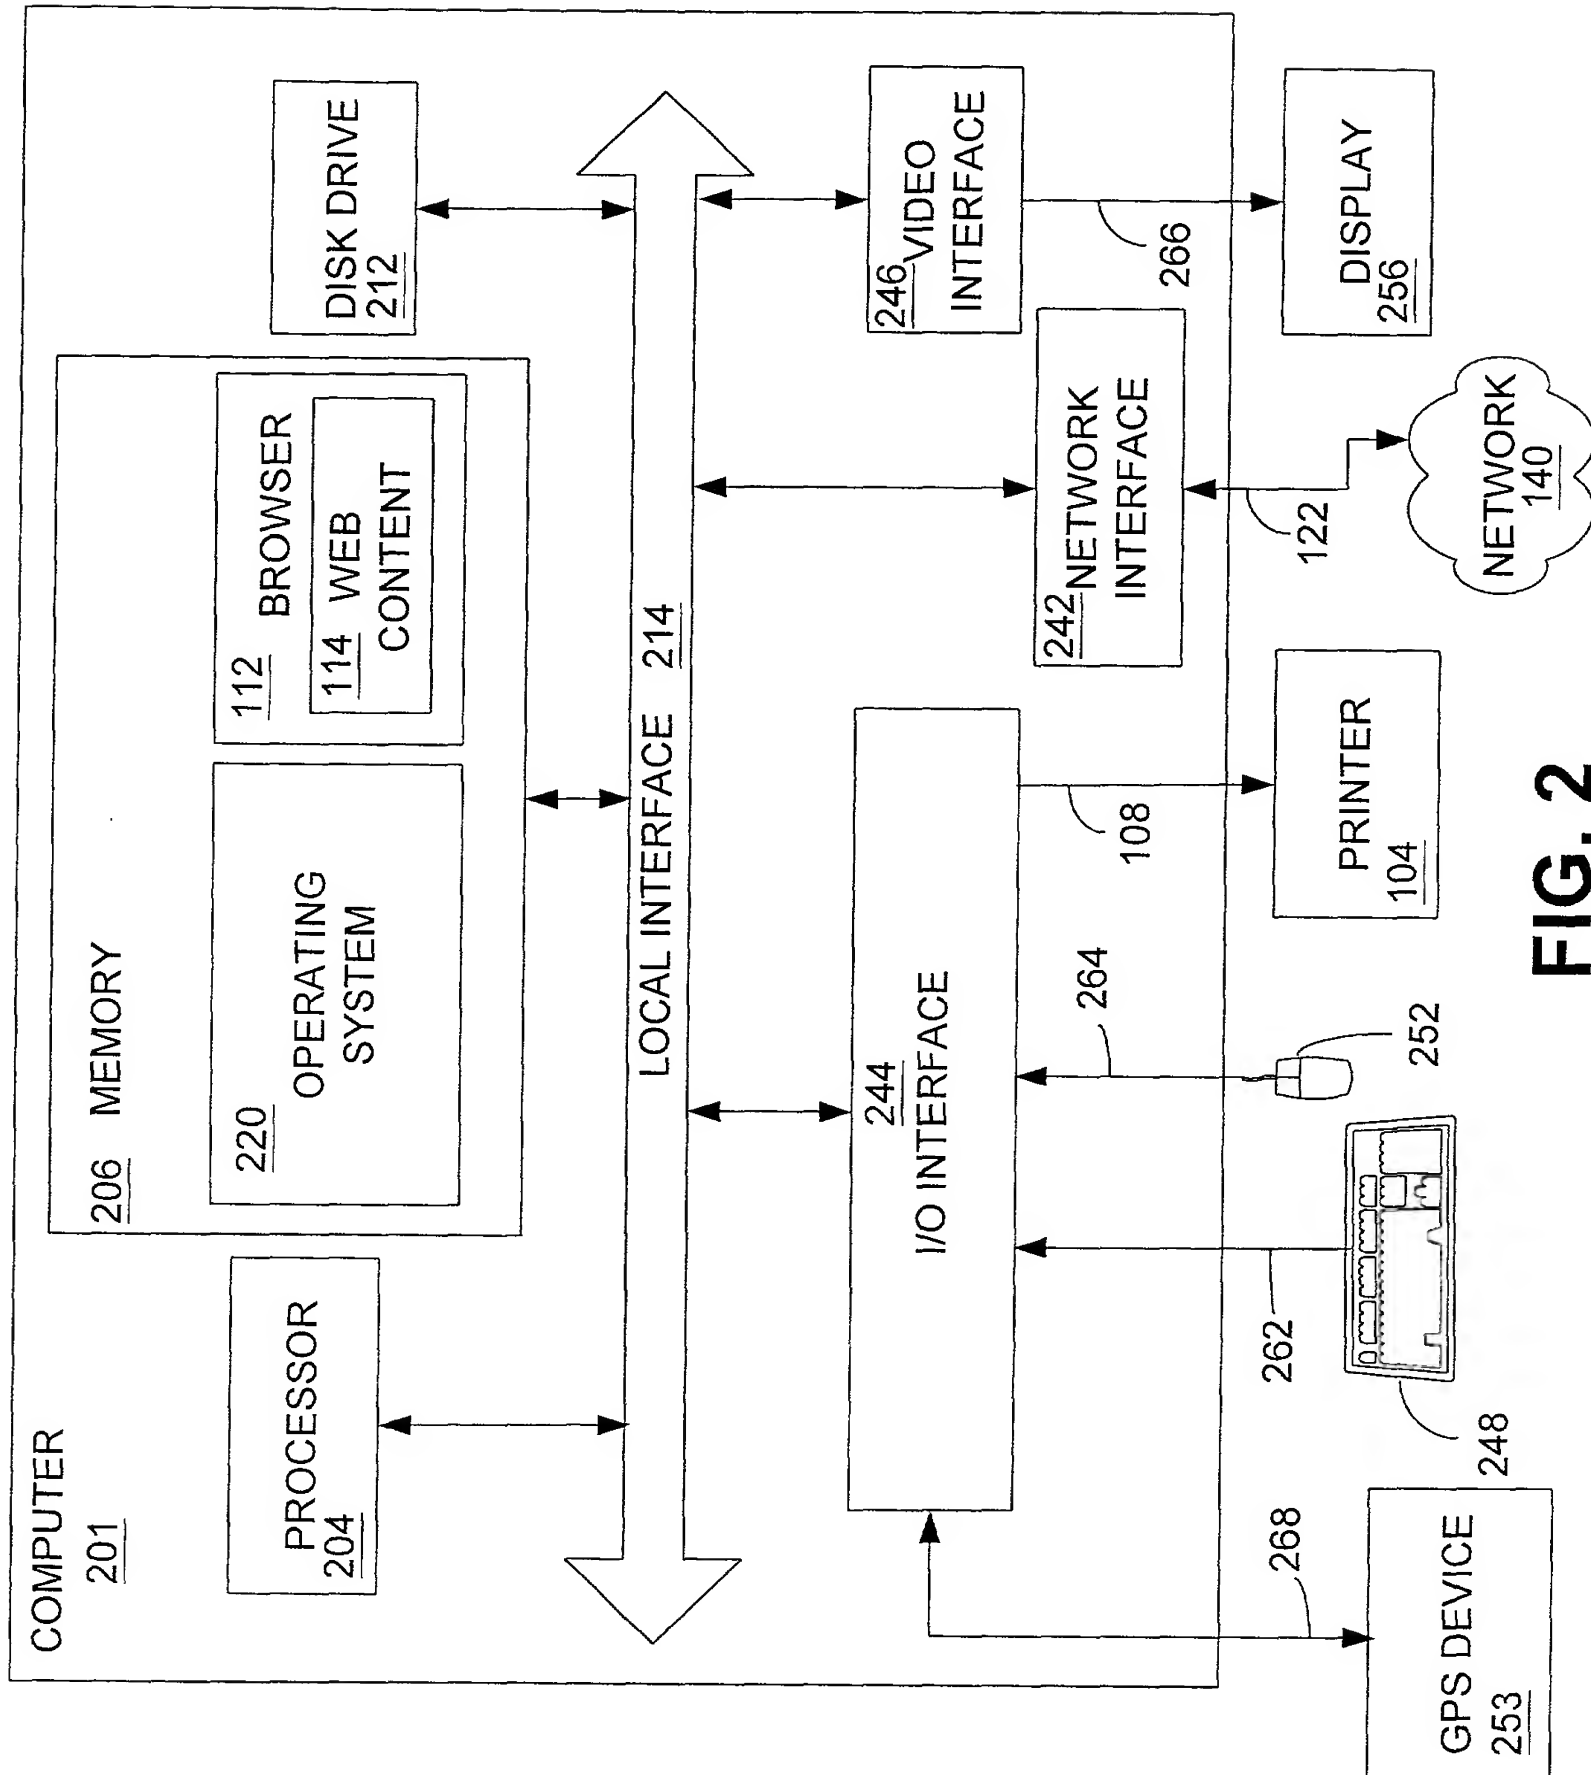 COMPUTER
201
PROCESSOR
204
206 MEMORY
220
OPERATING
SYSTEM
112 BROWSER
114 WEB
CONTENT
DISK DRIVE
212
LOCAL INTERFACE 214
244
I/O INTERFACE
242
NETWORK
INTERFACE
246
VIDEO
INTERFACE
268
262
264
108
122
266
GPS DEVICE
253
248
252
PRINTER
104
NETWORK
140
DISPLAY
256
FIG. 2